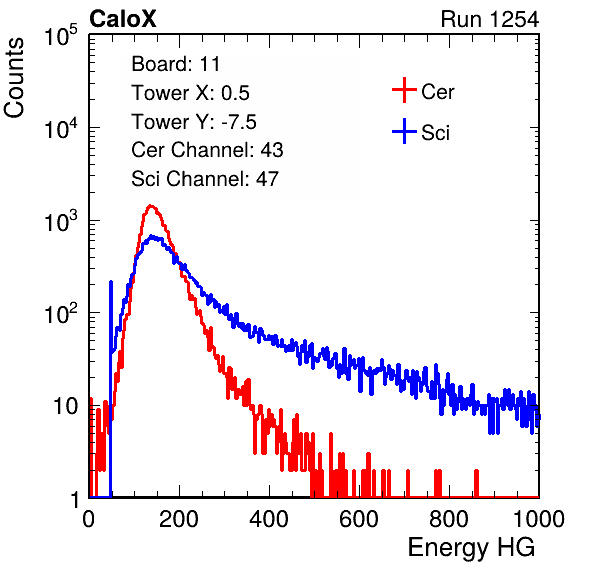 CaloX Run 1254
Counts
Board: 11
Tower X: 0.5
Tower Y: -7.5
Cer Channel: 43
Sci Channel: 47
Cer
Sci
10^5
10^4
10^3
10^2
10
1
0 200 400 600 800 1000
Energy HG